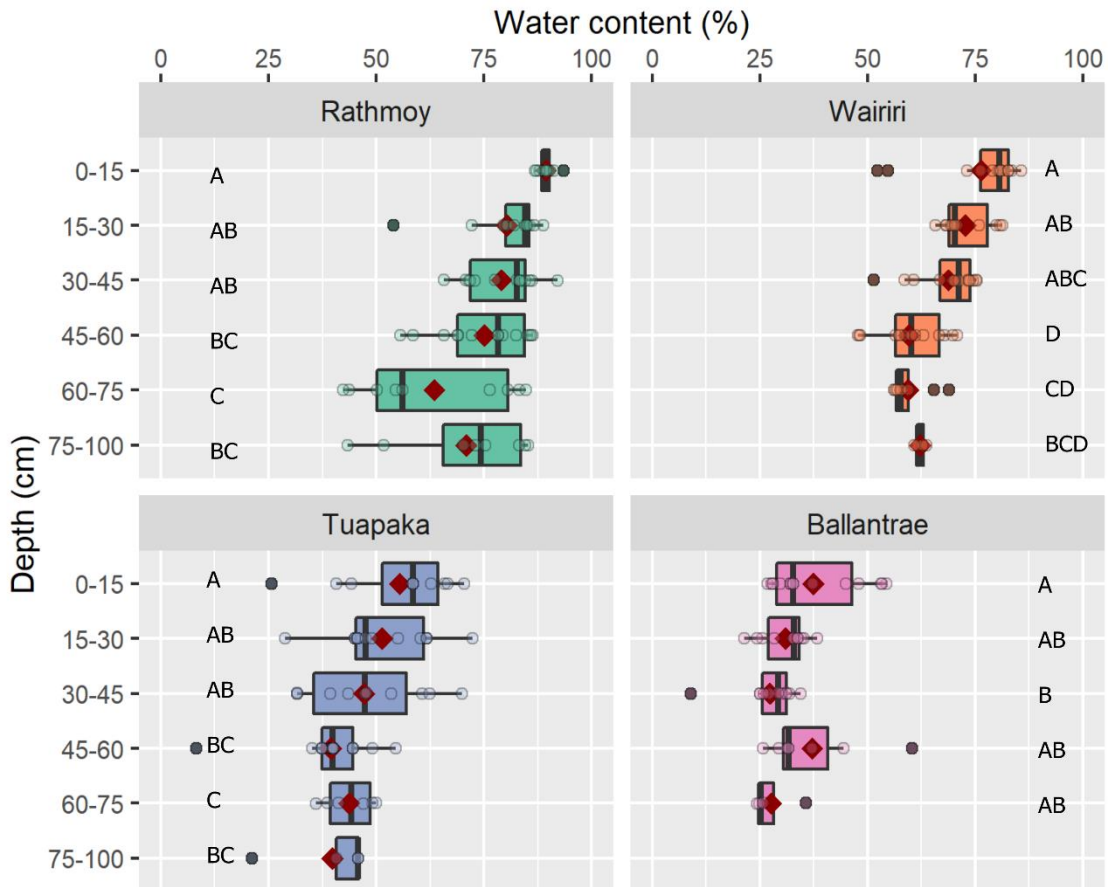 Water content (%)
0 25 50 75 100 0 25 50 75 100
Rathmoy Wairiri
0-15 A A
15-30 AB AB
30-45 AB ABC
45-60 BC D
60-75 C CD
75-100 BC BCD
Depth (cm)
Tuapaka Ballantrae
0-15 A A
15-30 AB AB
30-45 AB B
45-60 BC AB
60-75 C AB
75-100 BC